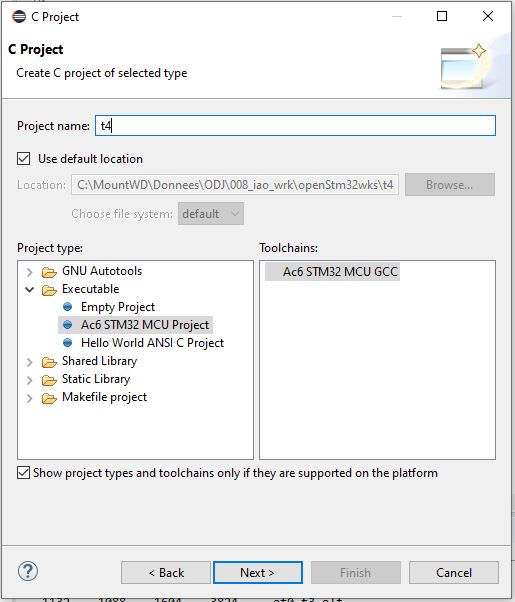 C Project
C Project
Create C project of selected type
Project name: t4
Use default location
Location: C:\MountWD\Donnees\ODJ\008_iao_wrk\openStm32wks\t4 Browse...
Choose file system: default
Project type: Toolchains:
GNU Autotools Ac6 STM32 MCU GCC
Executable
Empty Project
Ac6 STM32 MCU Project
Hello World ANSI C Project
Shared Library
Static Library
Makefile project
Show project types and toolchains only if they are supported on the platform
? < Back Next > Finish Cancel